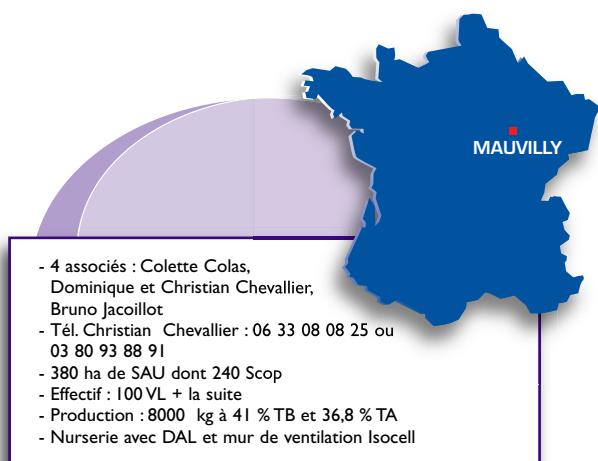 MAUVILLY
- 4 associés : Colette Colas,
Dominique et Christian Chevallier,
Bruno Jacoillot
- Tél. Christian Chevallier : 06 33 08 08 25 ou
03 80 93 88 91
- 380 ha de SAU dont 240 Scop
- Effectif : 100 VL + la suite
- Production : 8000 kg à 41 % TB et 36,8 % TA
- Nurserie avec DAL et mur de ventilation Isocell